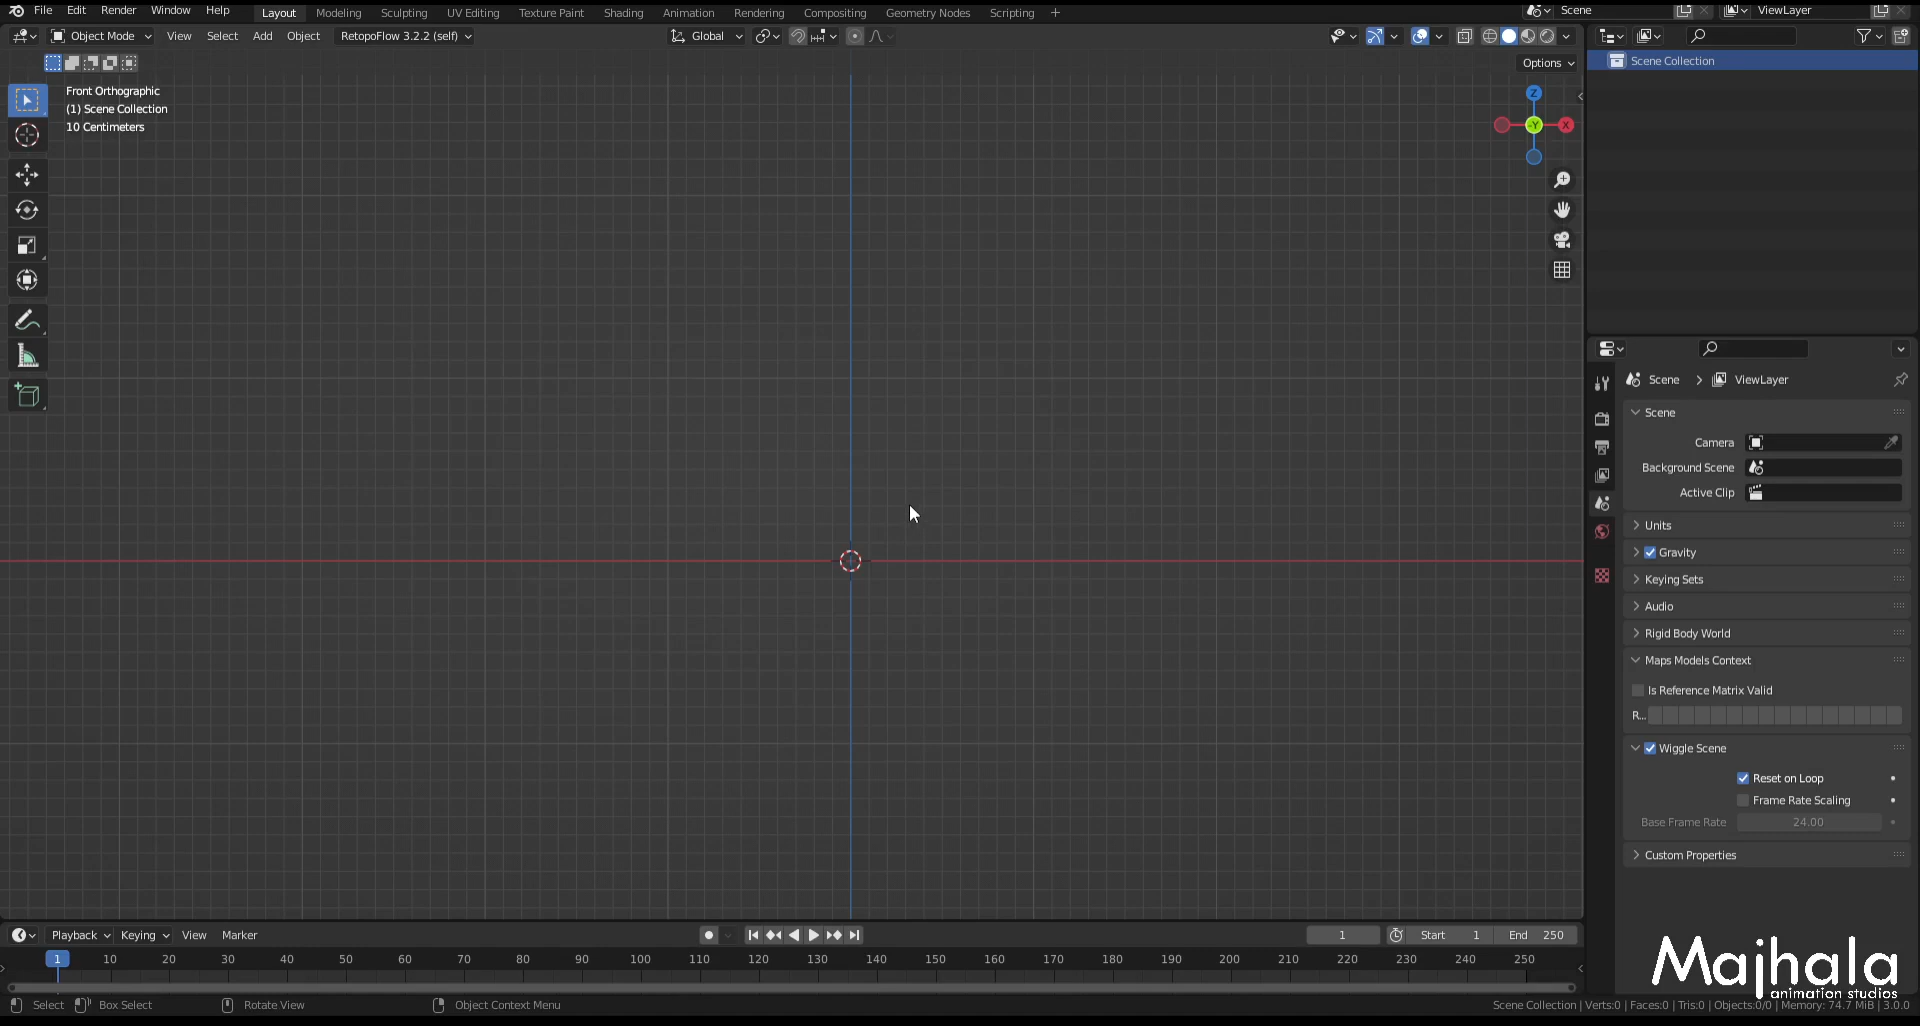 File Edit Render Window Help Layout Modeling Sculpting UV Editing Texture Paint Shading Animation Rendering Compositing Geometry Nodes Scripting + Scene ViewLayer
Object Mode View Select Add Object RetopoFlow 3.2.2 (self) Global
Options
Front Orthographic
(1) Scene Collection
10 Centimeters
Z
-Y
X
Scene Collection
Scene > ViewLayer
Scene
Camera
Background Scene
Active Clip
Units
Gravity
Keying Sets
Audio
Rigid Body World
Maps Models Context
Is Reference Matrix Valid
R...
Wiggle Scene
Reset on Loop
Frame Rate Scaling
Base Frame Rate 24.00
Custom Properties
Playback Keying View Marker 1 Start 1 End 250
1 10 20 30 40 50 60 70 80 90 100 110 120 130 140 150 160 170 180 190 200 210 220 230 240 250
Majhala
animation studios
Select Box Select Rotate View Object Context Menu Scene Collection | Verts:0 | Faces:0 | Tris:0 | Objects:0/0 | Memory: 74.7 MiB | 3.0.0